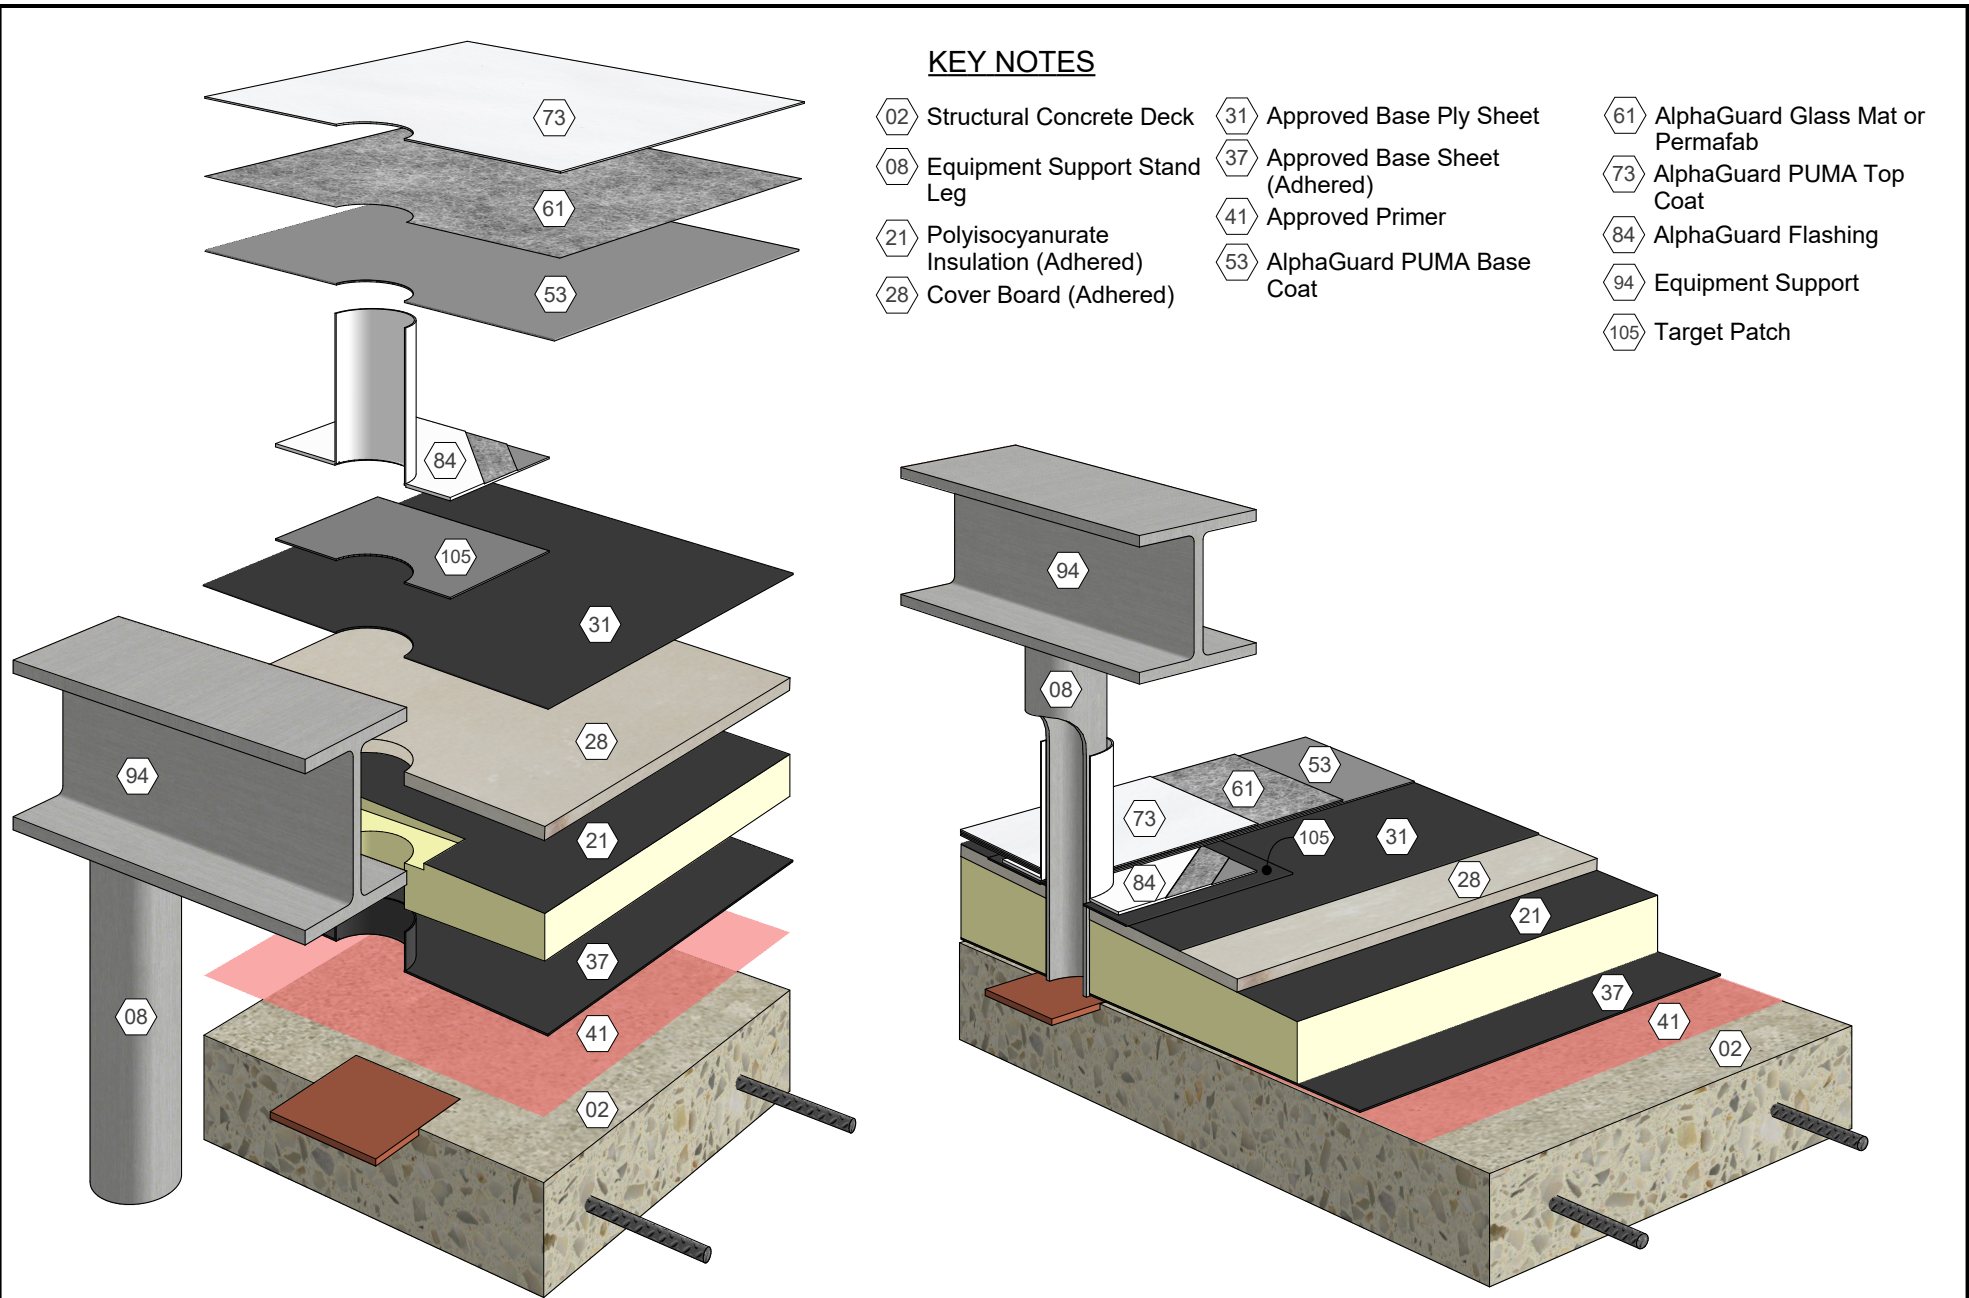 KEY NOTES
02 Structural Concrete Deck
08 Equipment Support Stand
Leg
21 Polyisocyanurate
Insulation (Adhered)
28 Cover Board (Adhered)
31 Approved Base Ply Sheet
37 Approved Base Sheet
(Adhered)
41 Approved Primer
53 AlphaGuard PUMA Base
Coat
61 AlphaGuard Glass Mat or
Permafab
73 AlphaGuard PUMA Top
Coat
84 AlphaGuard Flashing
94 Equipment Support
105 Target Patch
73
61
53
84
105
31
28
94
21
37
08
41
02
94
08
53
61
73
105
31
84
28
21
37
41
02